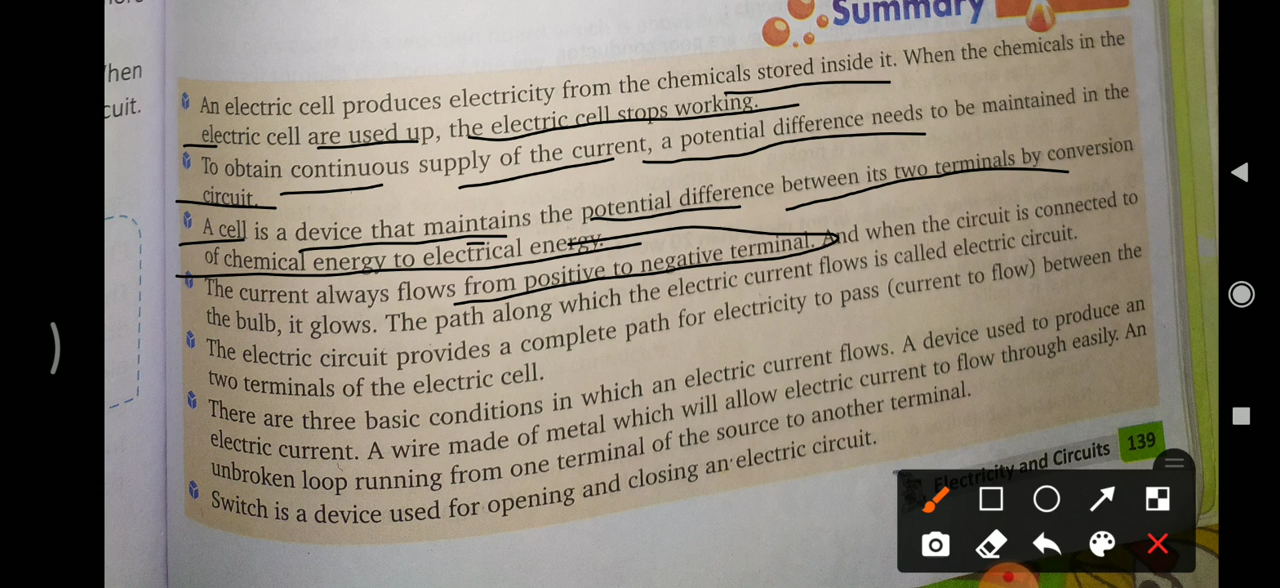 Summary
hen
cuit.
An electric cell produces electricity from the chemicals stored inside it. When the chemicals in the
electric cell are used up, the electric cell stops working.
To obtain continuous supply of the current, a potential difference needs to be maintained in the
circuit.
A cell is a device that maintains the potential difference between its two terminals by conversion
of chemical energy to electrical energy.
The current always flows from positive to negative terminal. And when the circuit is connected to
the bulb, it glows. The path along which the electric current flows is called electric circuit.
The electric circuit provides a complete path for electricity to pass (current to flow) between the
two terminals of the electric cell.
There are three basic conditions in which an electric current flows. A device used to produce an
electric current. A wire made of metal which will allow electric current to flow through easily. An
unbroken loop running from one terminal of the source to another terminal.
Switch is a device used for opening and closing an electric circuit.
Electricity and Circuits 139